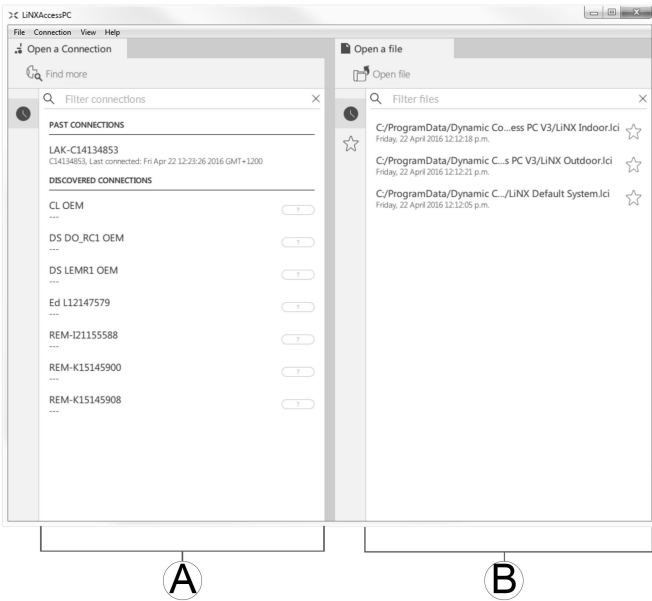 LiNXAccessPC
File Connection View Help
Open a Connection
Find more
Filter connections
PAST CONNECTIONS
LAK-C14134853
C14134853, Last connected: Fri Apr 22 12:23:26 2016 GMT+1200
DISCOVERED CONNECTIONS
CL OEM
---
?
DS DO_RC1 OEM
---
?
DS LEMR1 OEM
---
?
Ed L12147579
---
?
REM-I21155588
---
?
REM-K15145900
---
?
REM-K15145908
---
?
Open a file
Open file
Filter files
C:/ProgramData/Dynamic Co...ess PC V3/LiNX Indoor.lci
Friday, 22 April 2016 12:12:18 p.m.
C:/ProgramData/Dynamic C...s PC V3/LiNX Outdoor.lci
Friday, 22 April 2016 12:12:21 p.m.
C:/ProgramData/Dynamic C.../LiNX Default System.lci
Friday, 22 April 2016 12:12:05 p.m.
A
B